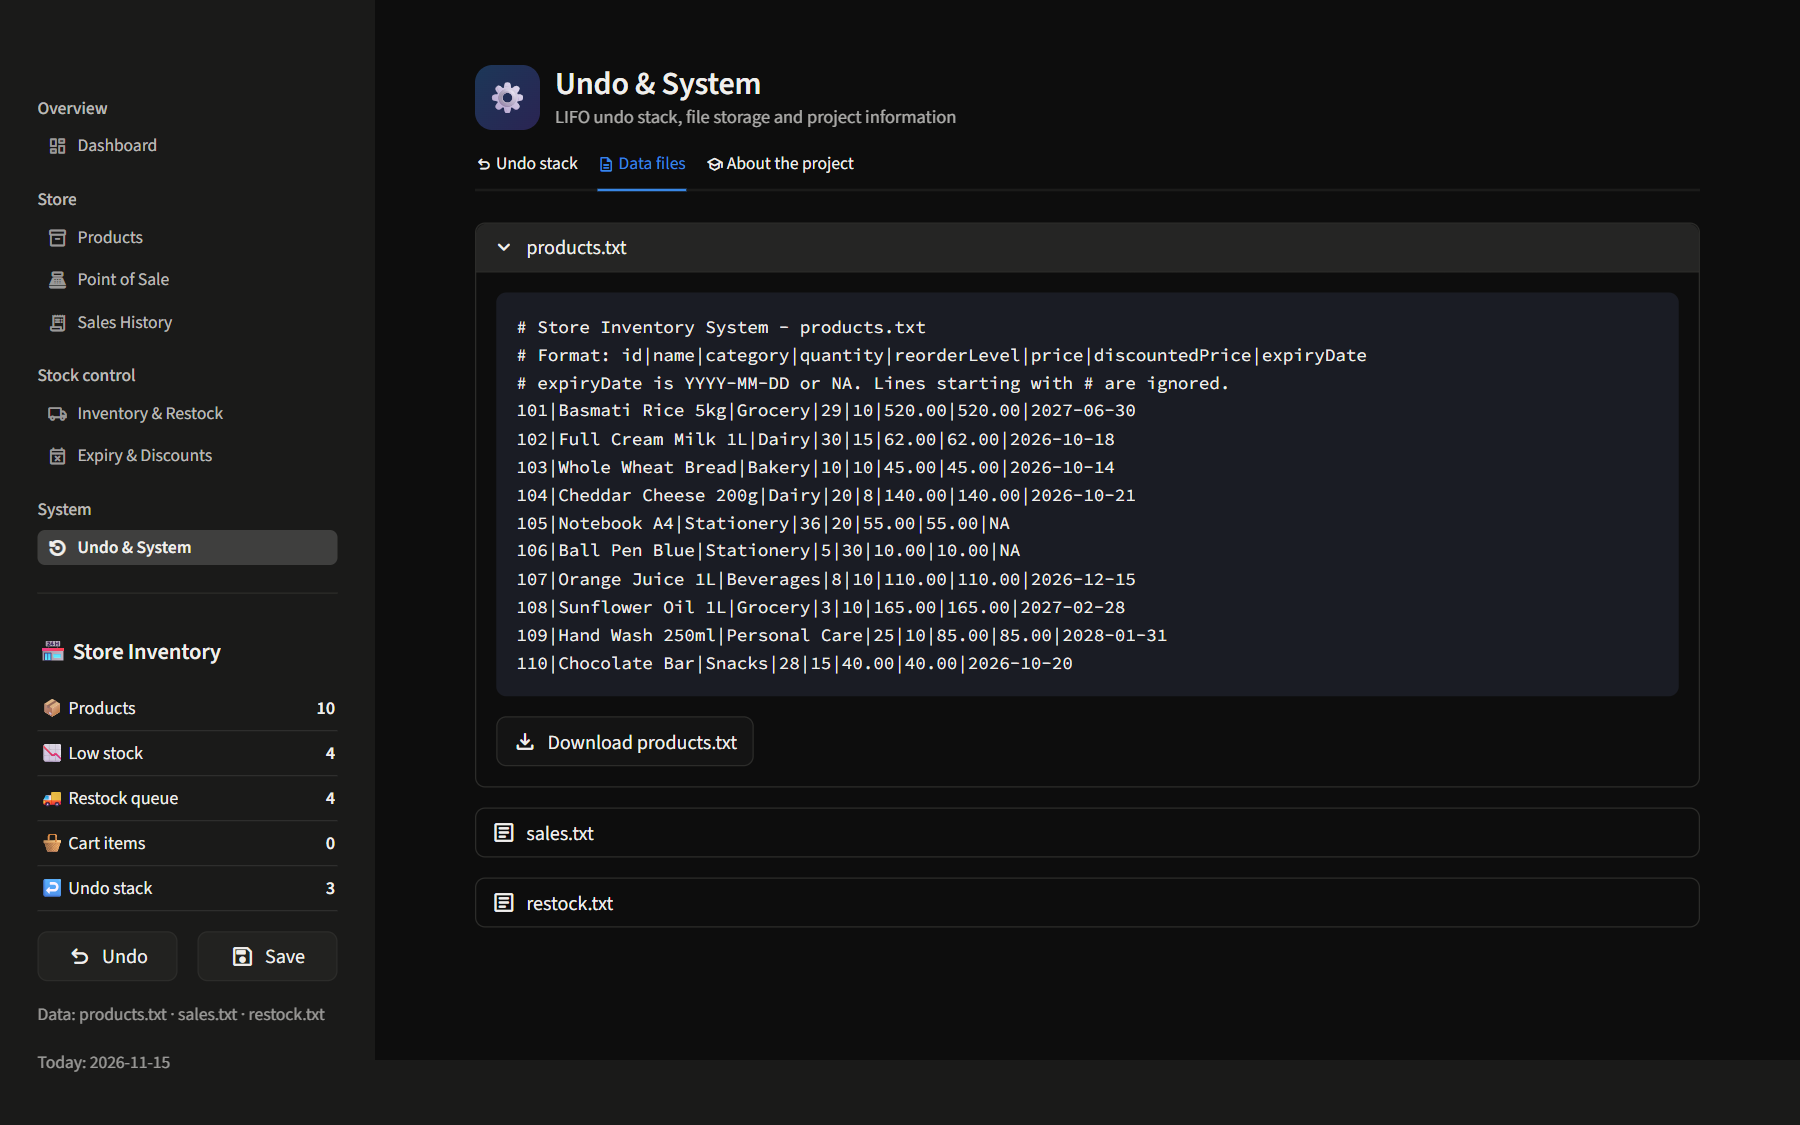 Overview
Dashboard
Store
Products
Point of Sale
Sales History
Stock control
Inventory & Restock
Expiry & Discounts
System
Undo & System
Store Inventory
Products 10
Low stock 4
Restock queue 4
Cart items 0
Undo stack 3
Undo Save
Data: products.txt · sales.txt · restock.txt
Today: 2026-11-15
Undo & System
LIFO undo stack, file storage and project information
Undo stack Data files About the project
products.txt
# Store Inventory System - products.txt
# Format: id|name|category|quantity|reorderLevel|price|discountedPrice|expiryDate
# expiryDate is YYYY-MM-DD or NA. Lines starting with # are ignored.
101|Basmati Rice 5kg|Grocery|29|10|520.00|520.00|2027-06-30
102|Full Cream Milk 1L|Dairy|30|15|62.00|62.00|2026-10-18
103|Whole Wheat Bread|Bakery|10|10|45.00|45.00|2026-10-14
104|Cheddar Cheese 200g|Dairy|20|8|140.00|140.00|2026-10-21
105|Notebook A4|Stationery|36|20|55.00|55.00|NA
106|Ball Pen Blue|Stationery|5|30|10.00|10.00|NA
107|Orange Juice 1L|Beverages|8|10|110.00|110.00|2026-12-15
108|Sunflower Oil 1L|Grocery|3|10|165.00|165.00|2027-02-28
109|Hand Wash 250ml|Personal Care|25|10|85.00|85.00|2028-01-31
110|Chocolate Bar|Snacks|28|15|40.00|40.00|2026-10-20
Download products.txt
sales.txt
restock.txt